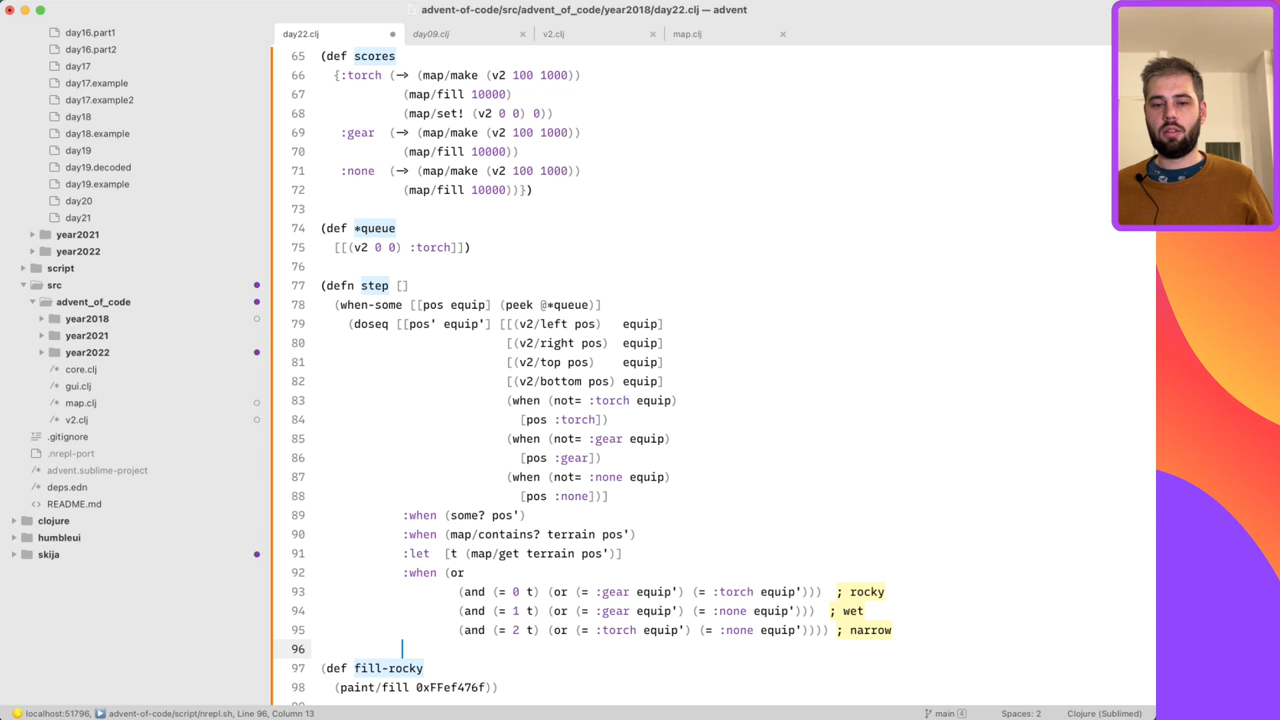 advent-of-code/src/advent_of_code/year2018/day22.clj — advent
day22.clj
day09.clj
v2.clj
map.clj
day16.part1
day16.part2
day17
day17.example
day17.example2
day18
day18.example
day19
day19.decoded
day19.example
day20
day21
year2021
year2022
script
src
advent_of_code
year2018
year2021
year2022
/* core.clj
/* gui.clj
/* map.clj
/* v2.clj
.gitignore
.nrepl-port
advent.sublime-project
deps.edn
README.md
clojure
humbleui
skija
65 (def scores
66 {:torch (-> (map/make (v2 100 1000))
67 (map/fill 10000)
68 (map/set! (v2 0 0) 0))
69 :gear (-> (map/make (v2 100 1000))
70 (map/fill 10000))
71 :none (-> (map/make (v2 100 1000))
72 (map/fill 10000))})
73
74 (def *queue
75 [[(v2 0 0) :torch]])
76
77 (defn step []
78 (when-some [[pos equip] (peek @*queue)]
79 (doseq [[pos' equip'] [[(v2/left pos) equip]
80 [(v2/right pos) equip]
81 [(v2/top pos) equip]
82 [(v2/bottom pos) equip]
83 (when (not= :torch equip)
84 [pos :torch])
85 (when (not= :gear equip)
86 [pos :gear])
87 (when (not= :none equip)
88 [pos :none])]
89 :when (some? pos')
90 :when (map/contains? terrain pos')
91 :let [t (map/get terrain pos')]
92 :when (or
93 (and (= 0 t) (or (= :gear equip') (= :torch equip'))) ; rocky
94 (and (= 1 t) (or (= :gear equip') (= :none equip'))) ; wet
95 (and (= 2 t) (or (= :torch equip') (= :none equip')))) ; narrow
96
97 (def fill-rocky
98 (paint/fill 0xFFef476f))
localhost:51796, advent-of-code/script/nrepl.sh, Line 96, Column 13
main 4
Spaces: 2
Clojure (Sublimed)